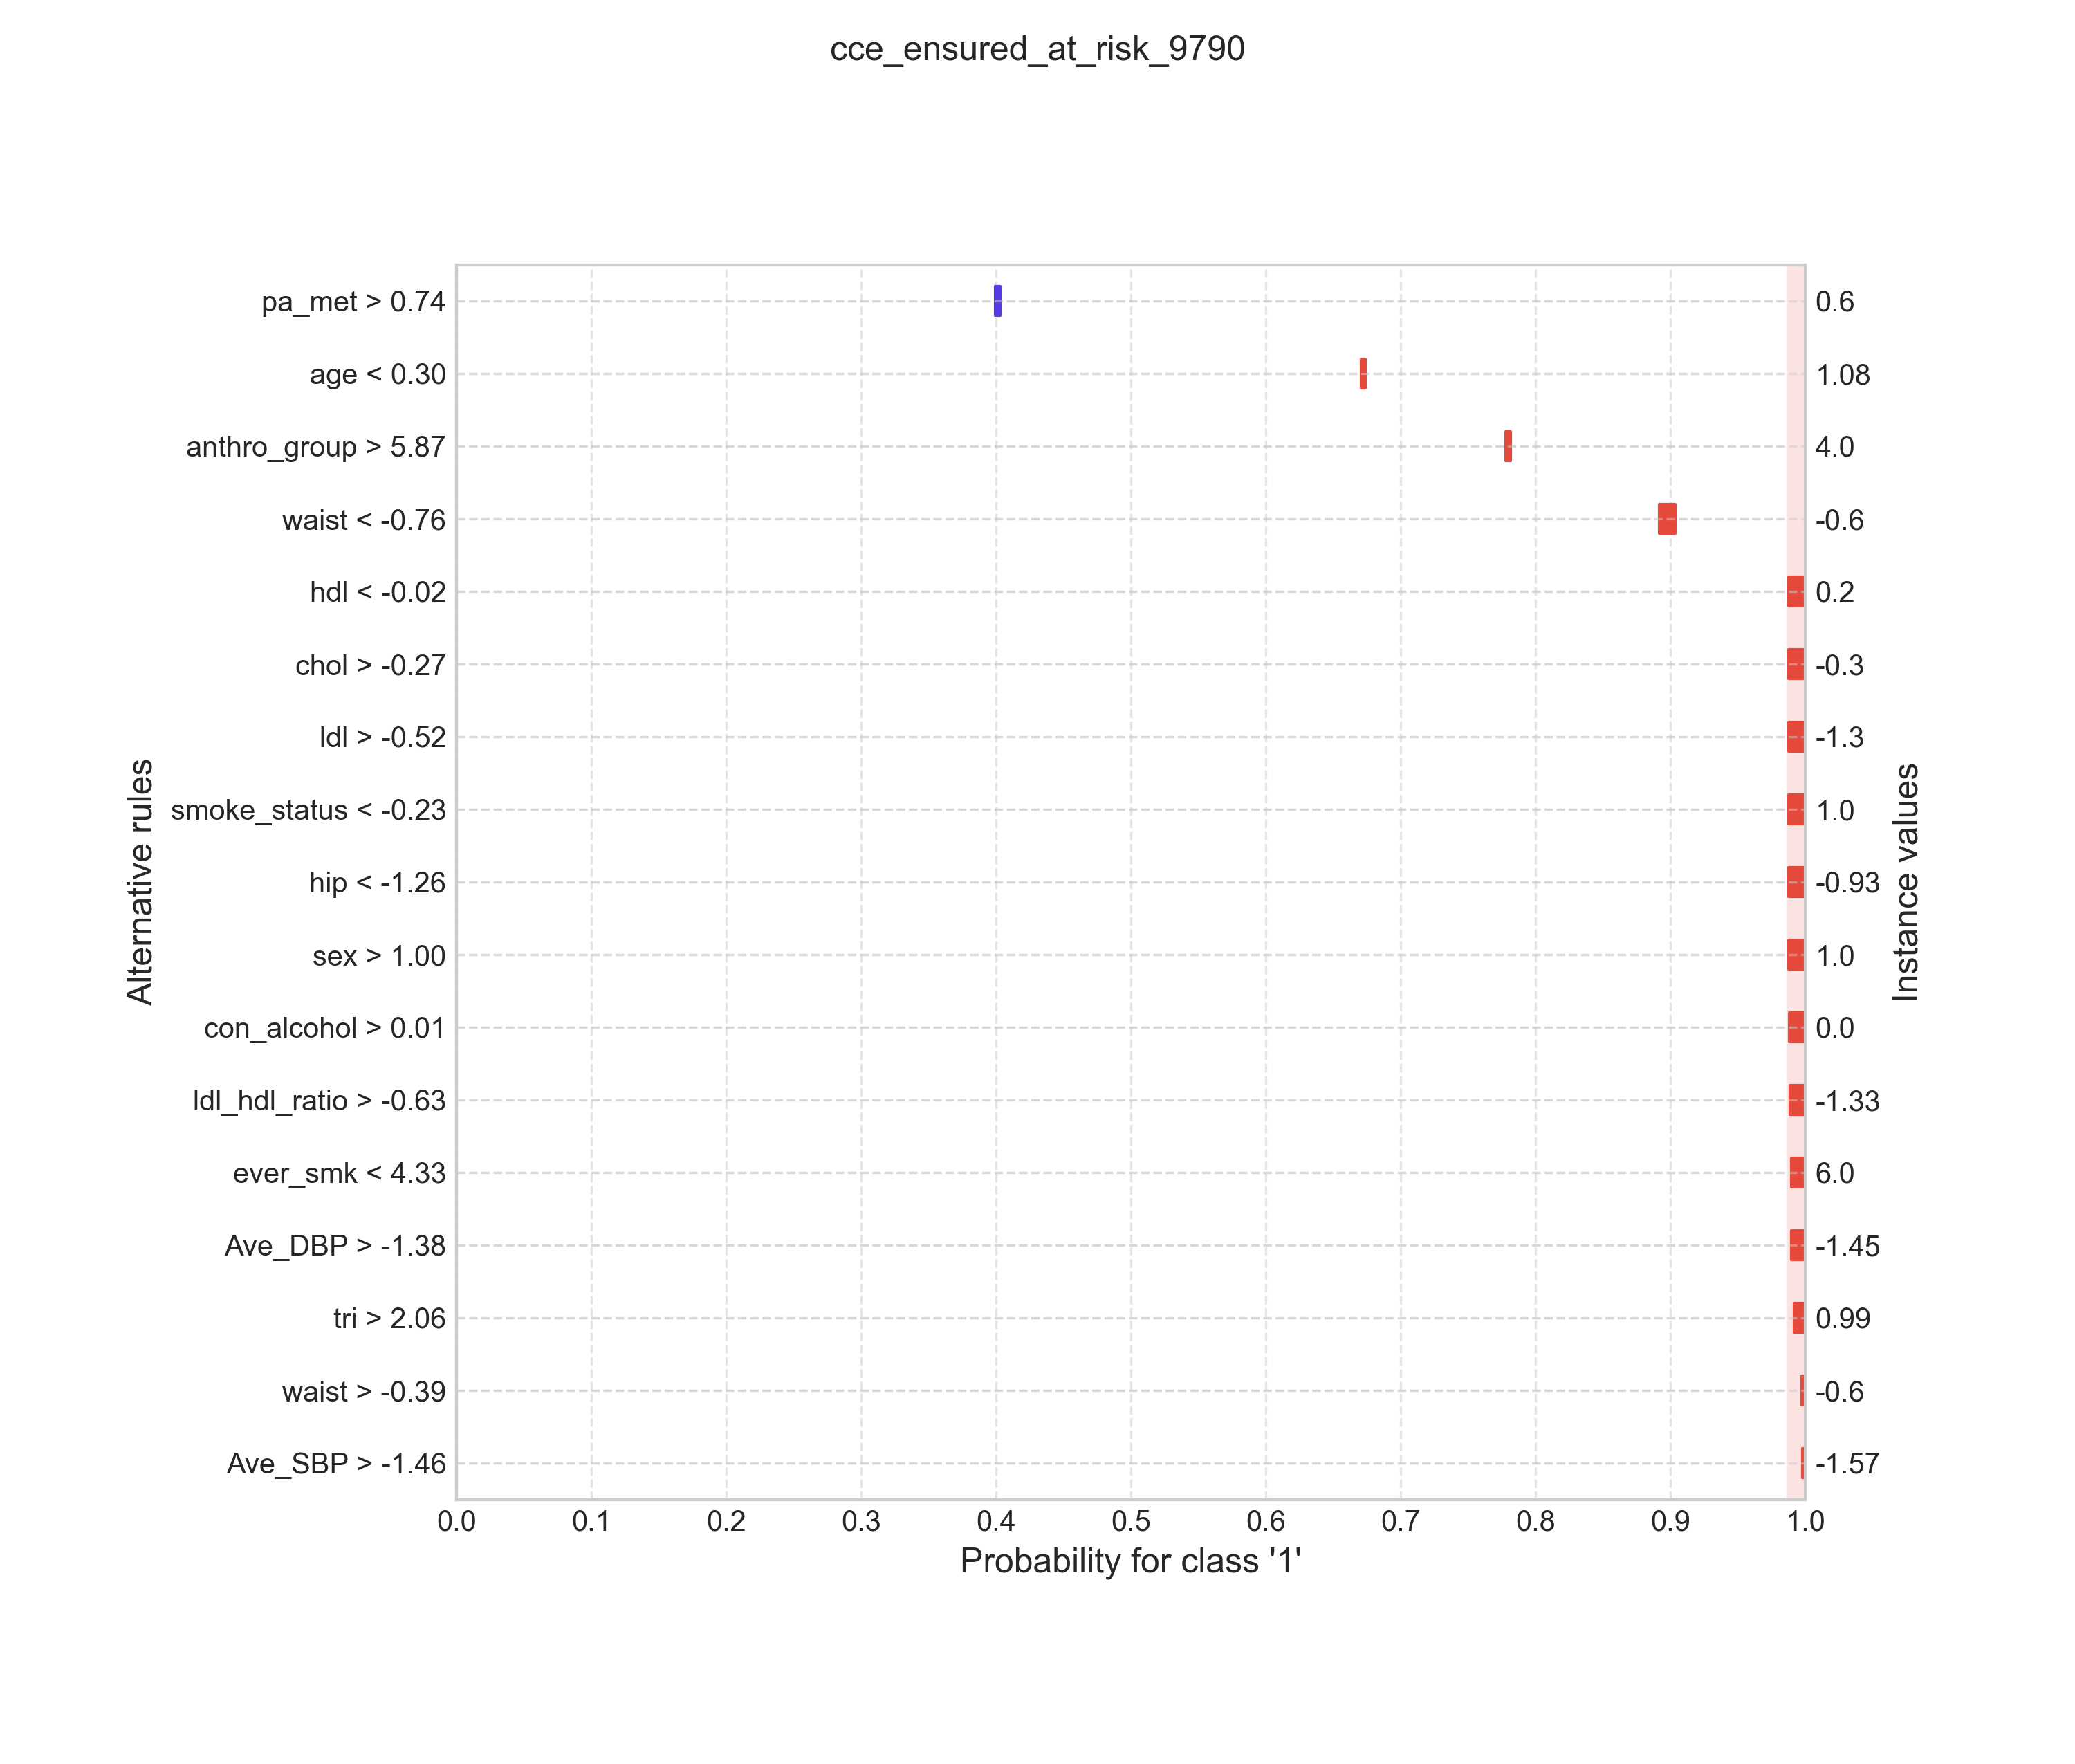 cce_ensured_at_risk_9790
pa_met > 0.74 0.6
age < 0.30 1.08
anthro_group > 5.87 4.0
waist < -0.76 -0.6
hdl < -0.02 0.2
chol > -0.27 -0.3
ldl > -0.52 -1.3
smoke_status < -0.23 1.0
hip < -1.26 -0.93
sex > 1.00 1.0
con_alcohol > 0.01 0.0
ldl_hdl_ratio > -0.63 -1.33
ever_smk < 4.33 6.0
Ave_DBP > -1.38 -1.45
tri > 2.06 0.99
waist > -0.39 -0.6
Ave_SBP > -1.46 -1.57
Alternative rules
Instance values
0.0 0.1 0.2 0.3 0.4 0.5 0.6 0.7 0.8 0.9 1.0
Probability for class '1'